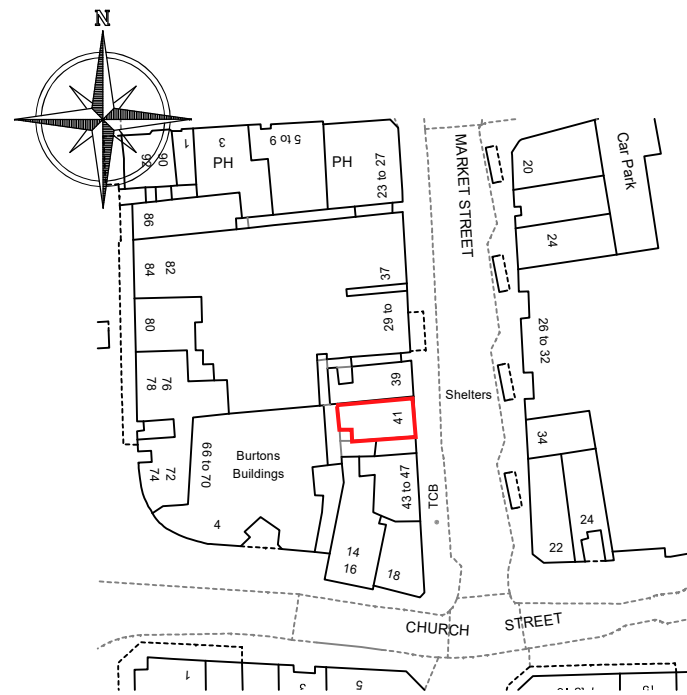 N
92
90
1
3
PH
5 to 9
PH
23 to 27
MARKET STREET
20
Car Park
86
24
84
82
37
29 to
80
26 to 32
78
76
39
Shelters
41
34
74
72
66 to 70
Burtons
Buildings
43 to 47
TCB
4
14
16
18
22
24
CHURCH STREET
1
3
5